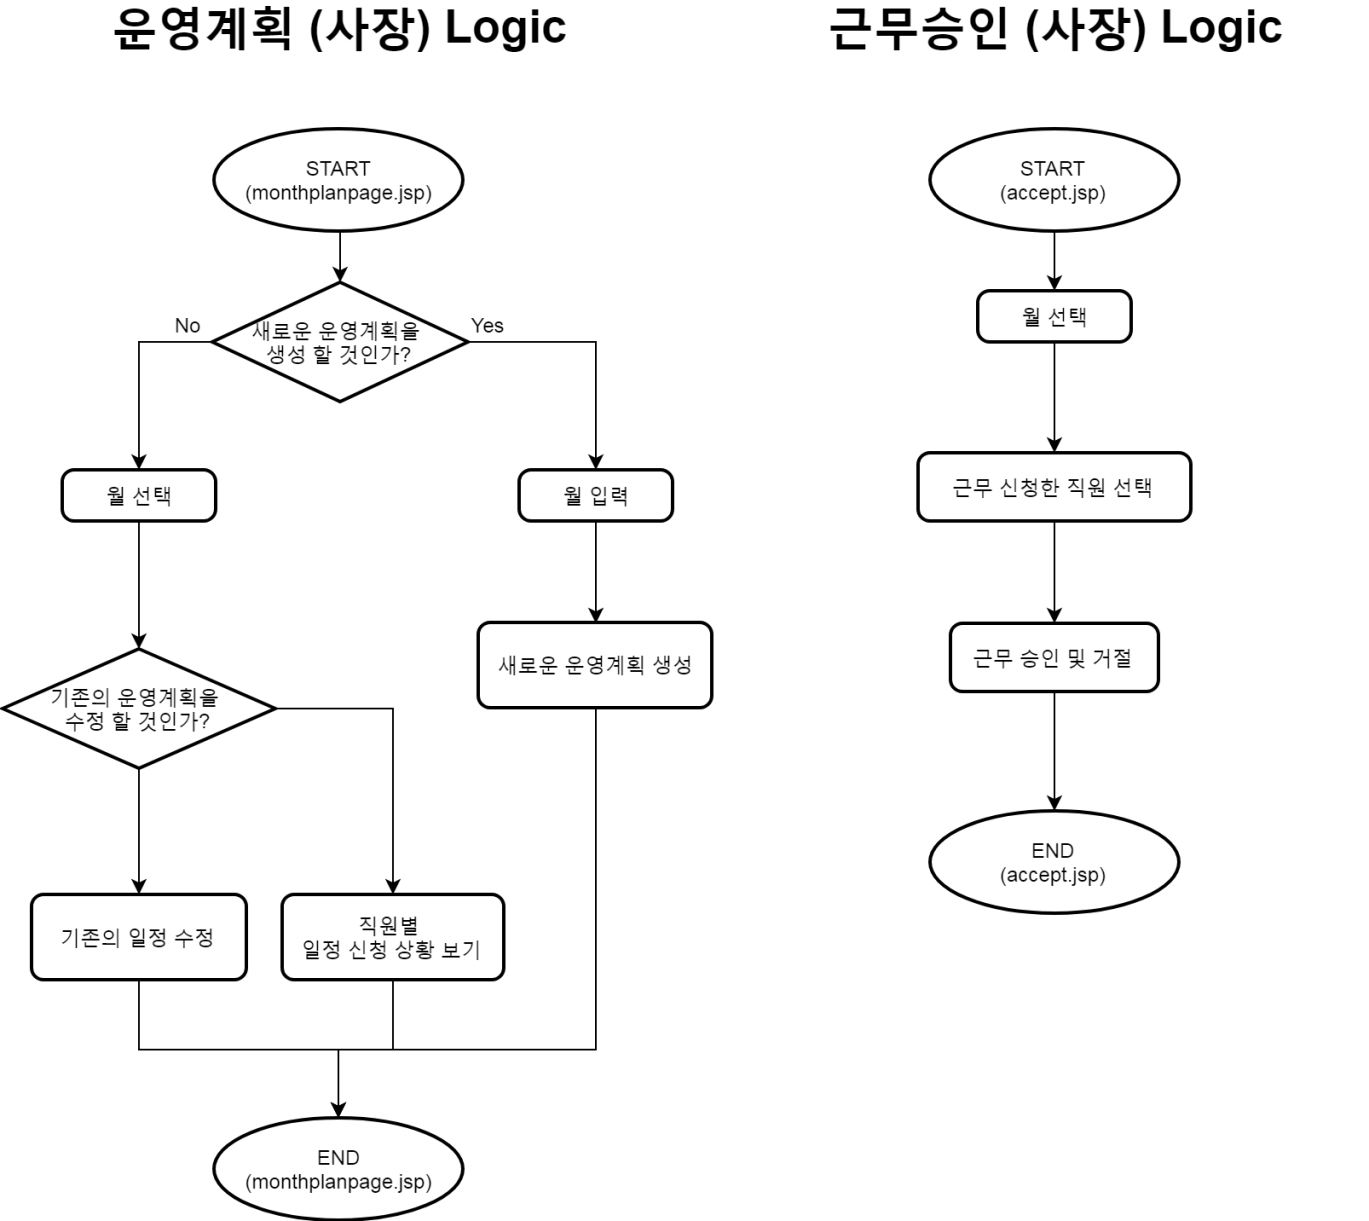 운영계획 (사장) Logic
START
(monthplanpage.jsp)
새로운 운영계획을
생성 할 것인가?
No
Yes
월 선택
월 입력
새로운 운영계획 생성
기존의 운영계획을
수정 할 것인가?
기존의 일정 수정
직원별
일정 신청 상황 보기
END
(monthplanpage.jsp)
근무승인 (사장) Logic
START
(accept.jsp)
월 선택
근무 신청한 직원 선택
근무 승인 및 거절
END
(accept.jsp)